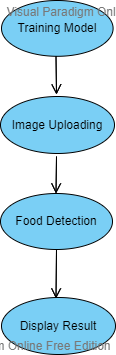 Visual Paradigm Onl
Training Model
Image Uploading
Food Detection
Display Result
m Online Free Edition